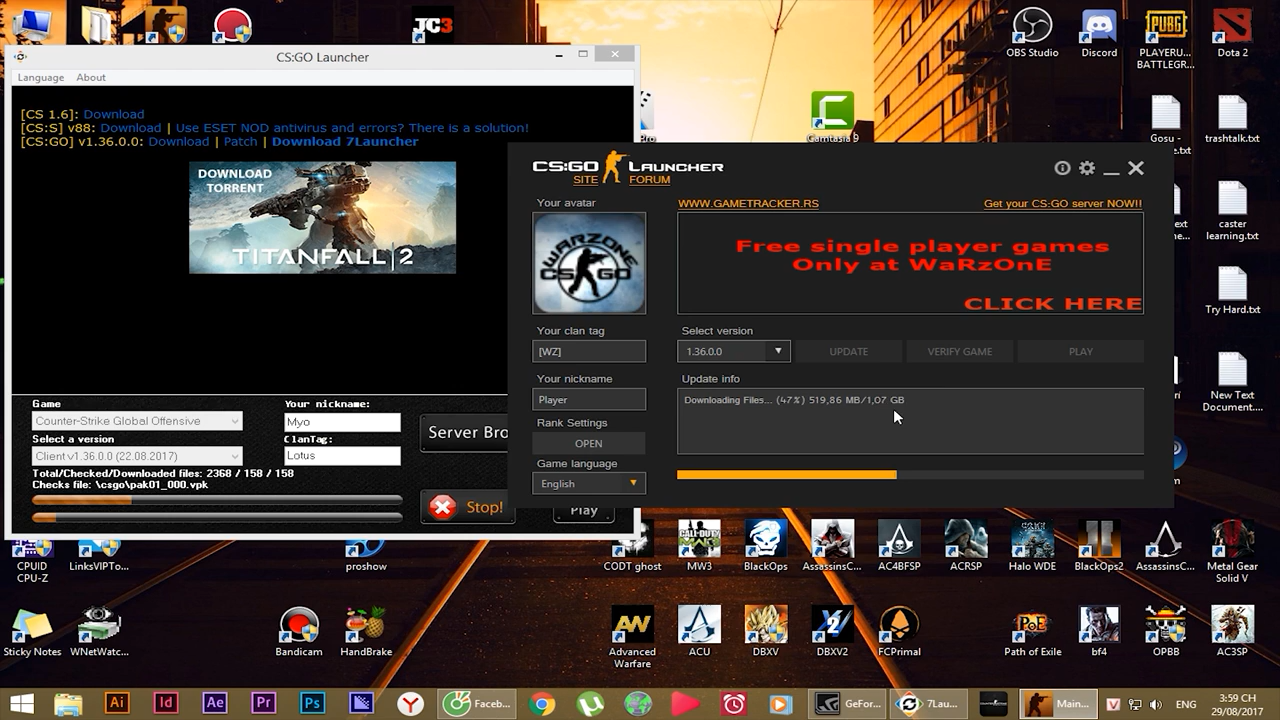 JC3
OBS Studio
Discord
PLAYERU...
BATTLEGR...
Dota 2
CS:GO Launcher
Language
About
[CS 1.6]: Download
[CS:S] v88: Download | Use ESET NOD antivirus and errors? There is a solution!
[CS:GO] v1.36.0.0: Download | Patch | Download 7Launcher
DOWNLOAD
TORRENT
TITANFALL | 2
Pro
Camtasia 9
Gosu -
trashtalk.txt
caster
learning.txt
Try Hard.txt
New Text
Document....
CS:GO LAUNCHER
SITE
FORUM
Your avatar
WARZONE
CS GO
WWW.GAMETRACKER.RS
Get your CS:GO server NOW!!
Free single player games
Only at WaRzOnE
CLICK HERE
Your clan tag
[WZ]
Select version
1.36.0.0
UPDATE
VERIFY GAME
PLAY
Your nickname
Player
Update info
Downloading Files... (47%) 519,86 MB/1,07 GB
Rank Settings
OPEN
Game language
English
Game
Counter-Strike Global Offensive
Your nickname:
Myo
Select a version
Client v1.36.0.0 (22.08.2017)
ClanTag:
Lotus
Server Bro
Total/Checked/Downloaded files: 2368 / 158 / 158
Checks file: \csgo\pak01_000.vpk
Stop!
Play
CPUID
CPU-Z
LinksVIPTo...
proshow
CODT ghost
MW3
BlackOps
AssassinsC...
AC4BFSP
ACRSP
Halo WDE
BlackOps2
AssassinsC...
Metal Gear
Solid V
Sticky Notes
WNetWatc...
Bandicam
HandBrake
Advanced
Warfare
ACU
DBXV
DBXV2
FCPrimal
Path of Exile
bf4
OPBB
AC3SP
Ai
Id
Ae
Pr
Ps
Faceb...
GeFor...
7Lau...
Main...
ENG
3:59 CH
29/08/2017